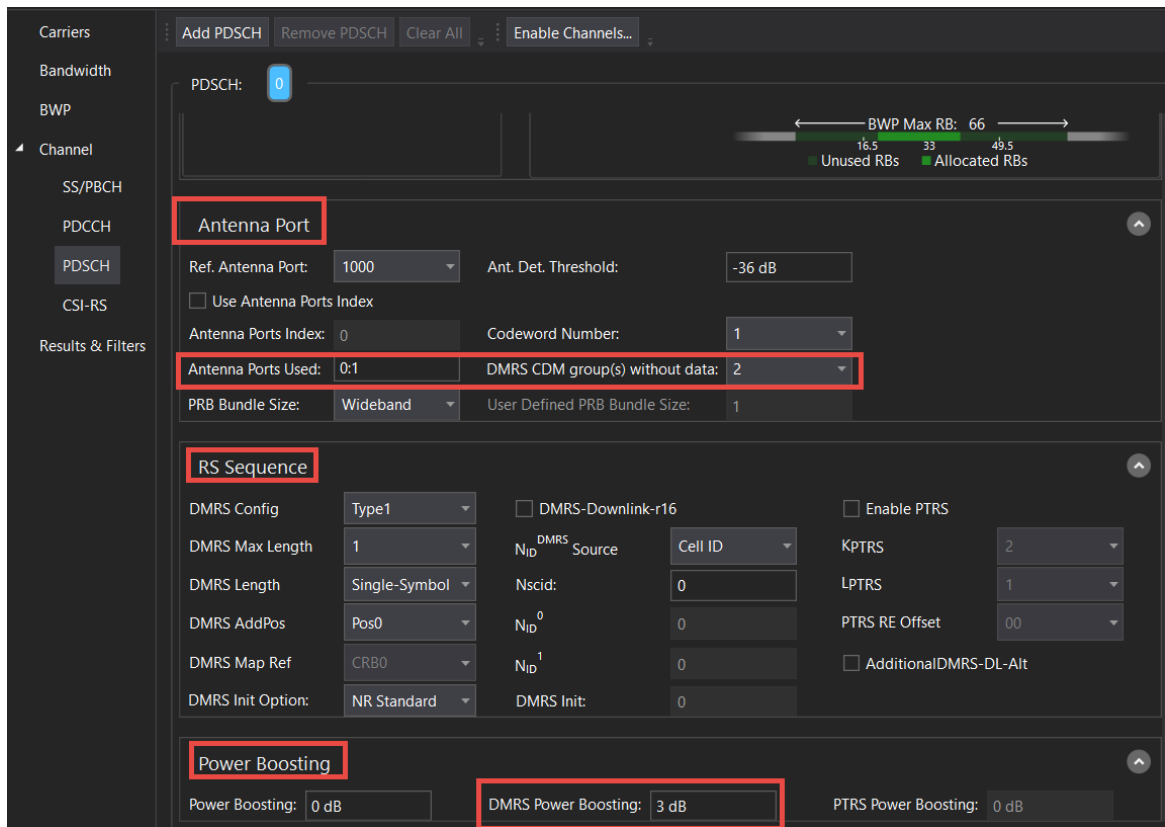 Carriers
Bandwidth
BWP
Channel
SS/PBCH
PDCCH
PDSCH
CSI-RS
Results & Filters
Add PDSCH Remove PDSCH Clear All Enable Channels...
PDSCH: 0
BWP Max RB: 66
16.5 33 49.5
Unused RBs Allocated RBs
Antenna Port
Ref. Antenna Port: 1000 Ant. Det. Threshold: -36 dB
Use Antenna Ports Index
Antenna Ports Index: 0 Codeword Number: 1
Antenna Ports Used: 0:1 DMRS CDM group(s) without data: 2
PRB Bundle Size: Wideband User Defined PRB Bundle Size: 1
RS Sequence
DMRS Config Type1 DMRS-Downlink-r16 Enable PTRS
DMRS Max Length 1 NID DMRS Source Cell ID KPTRS 2
DMRS Length Single-Symbol Nscid: 0 LPTRS 1
DMRS AddPos Pos0 NID 0 0 PTRS RE Offset 00
DMRS Map Ref CRB0 NID 1 0 AdditionalDMRS-DL-Alt
DMRS Init Option: NR Standard DMRS Init: 0
Power Boosting
Power Boosting: 0 dB DMRS Power Boosting: 3 dB PTRS Power Boosting: 0 dB